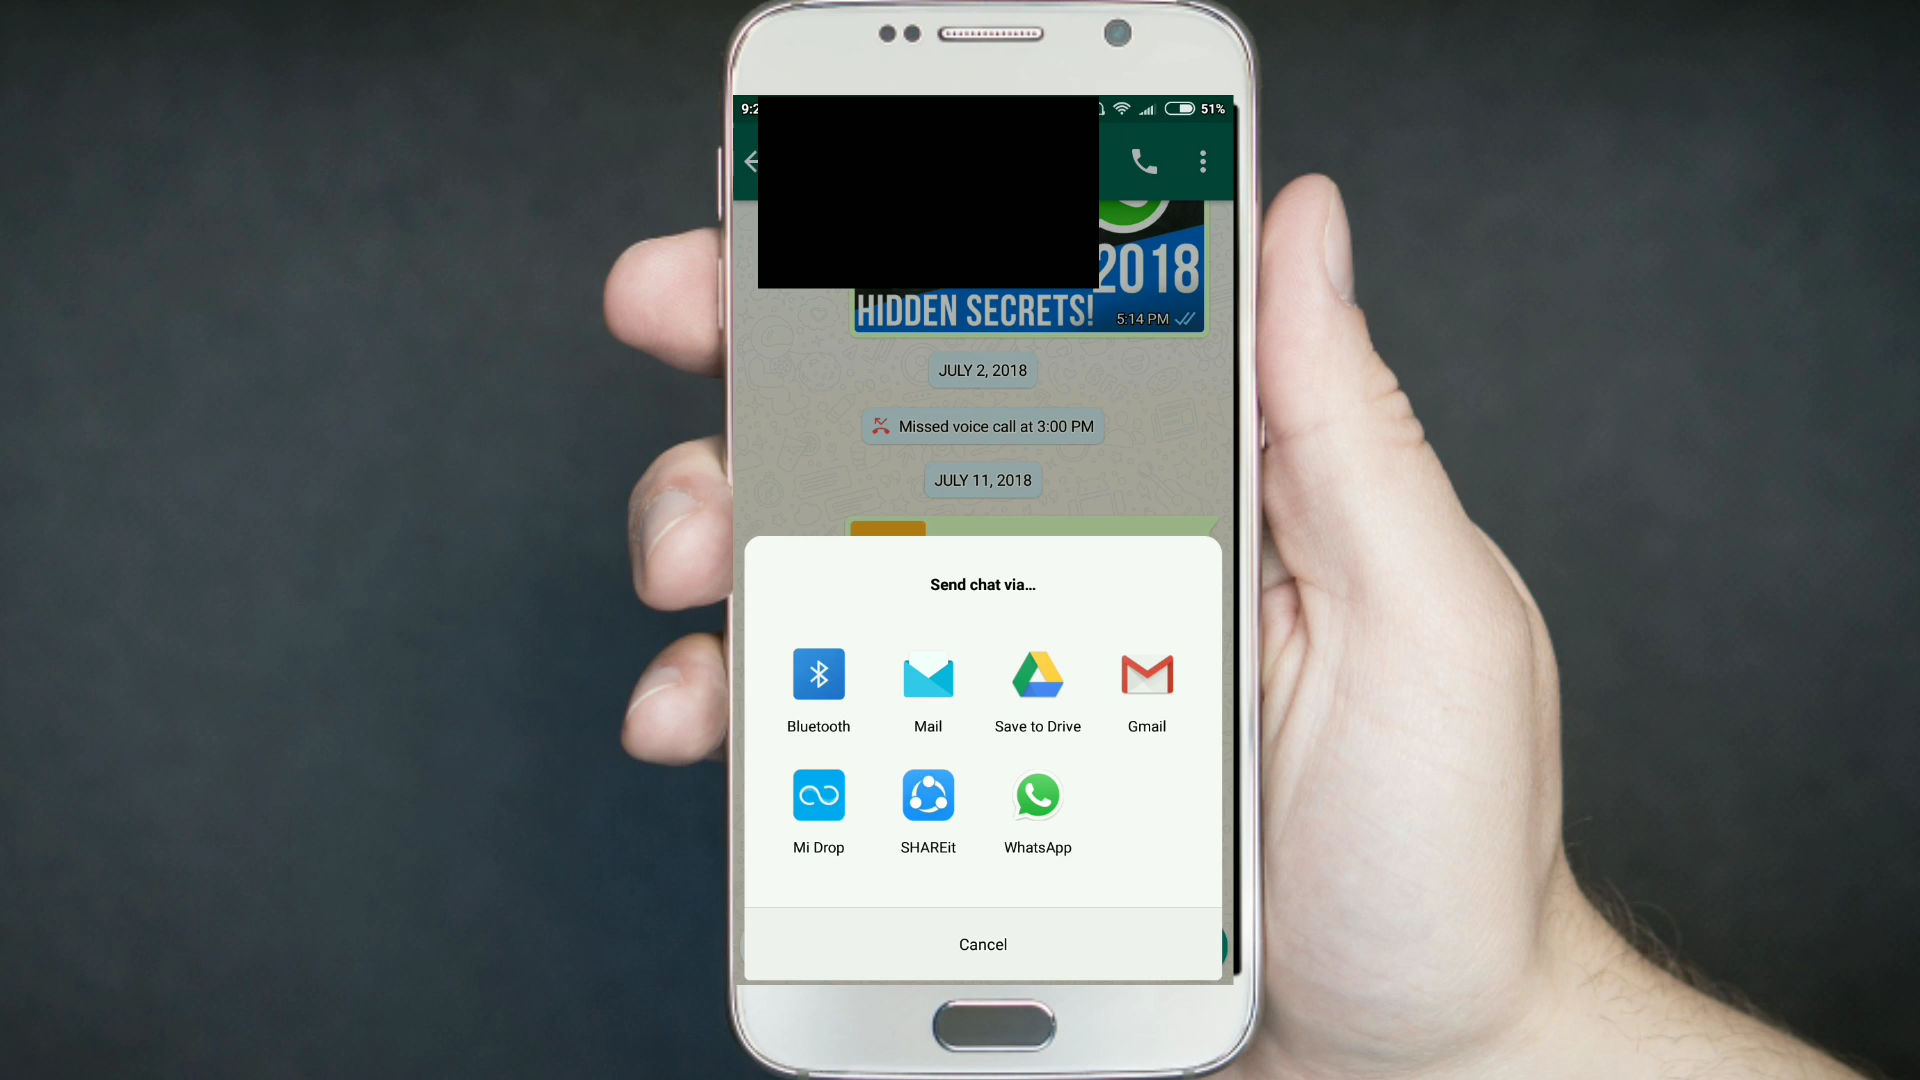 9:2
51%
2018
HIDDEN SECRETS!
5:14 PM
JULY 2, 2018
Missed voice call at 3:00 PM
JULY 11, 2018
Send chat via...
Bluetooth
Mail
Save to Drive
Gmail
Mi Drop
SHAREit
WhatsApp
Cancel